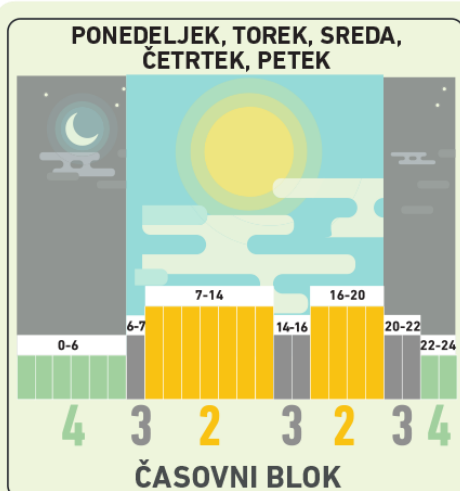 PONEDELJEK, TOREK, SREDA,
ČETRTEK, PETEK
7-14 16-20
6-7 14-16 20-22
0-6 22-24
4 3 2 3 2 3 4
ČASOVNI BLOK